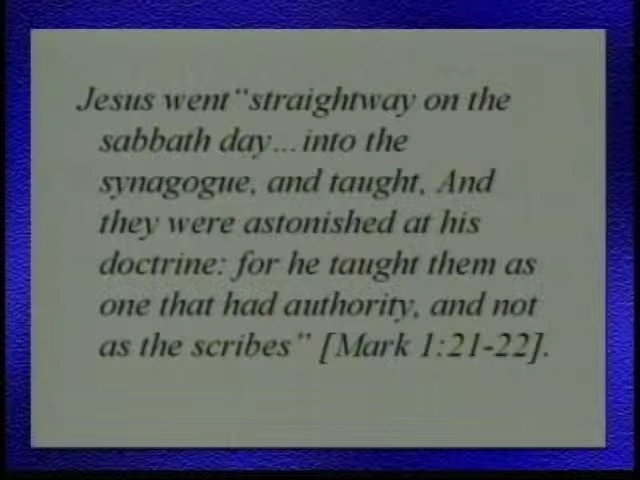 Jesus went “straightway on the
sabbath day…into the
synagogue, and taught, And
they were astonished at his
doctrine: for he taught them as
one that had authority, and not
as the scribes” [Mark 1:21-22].